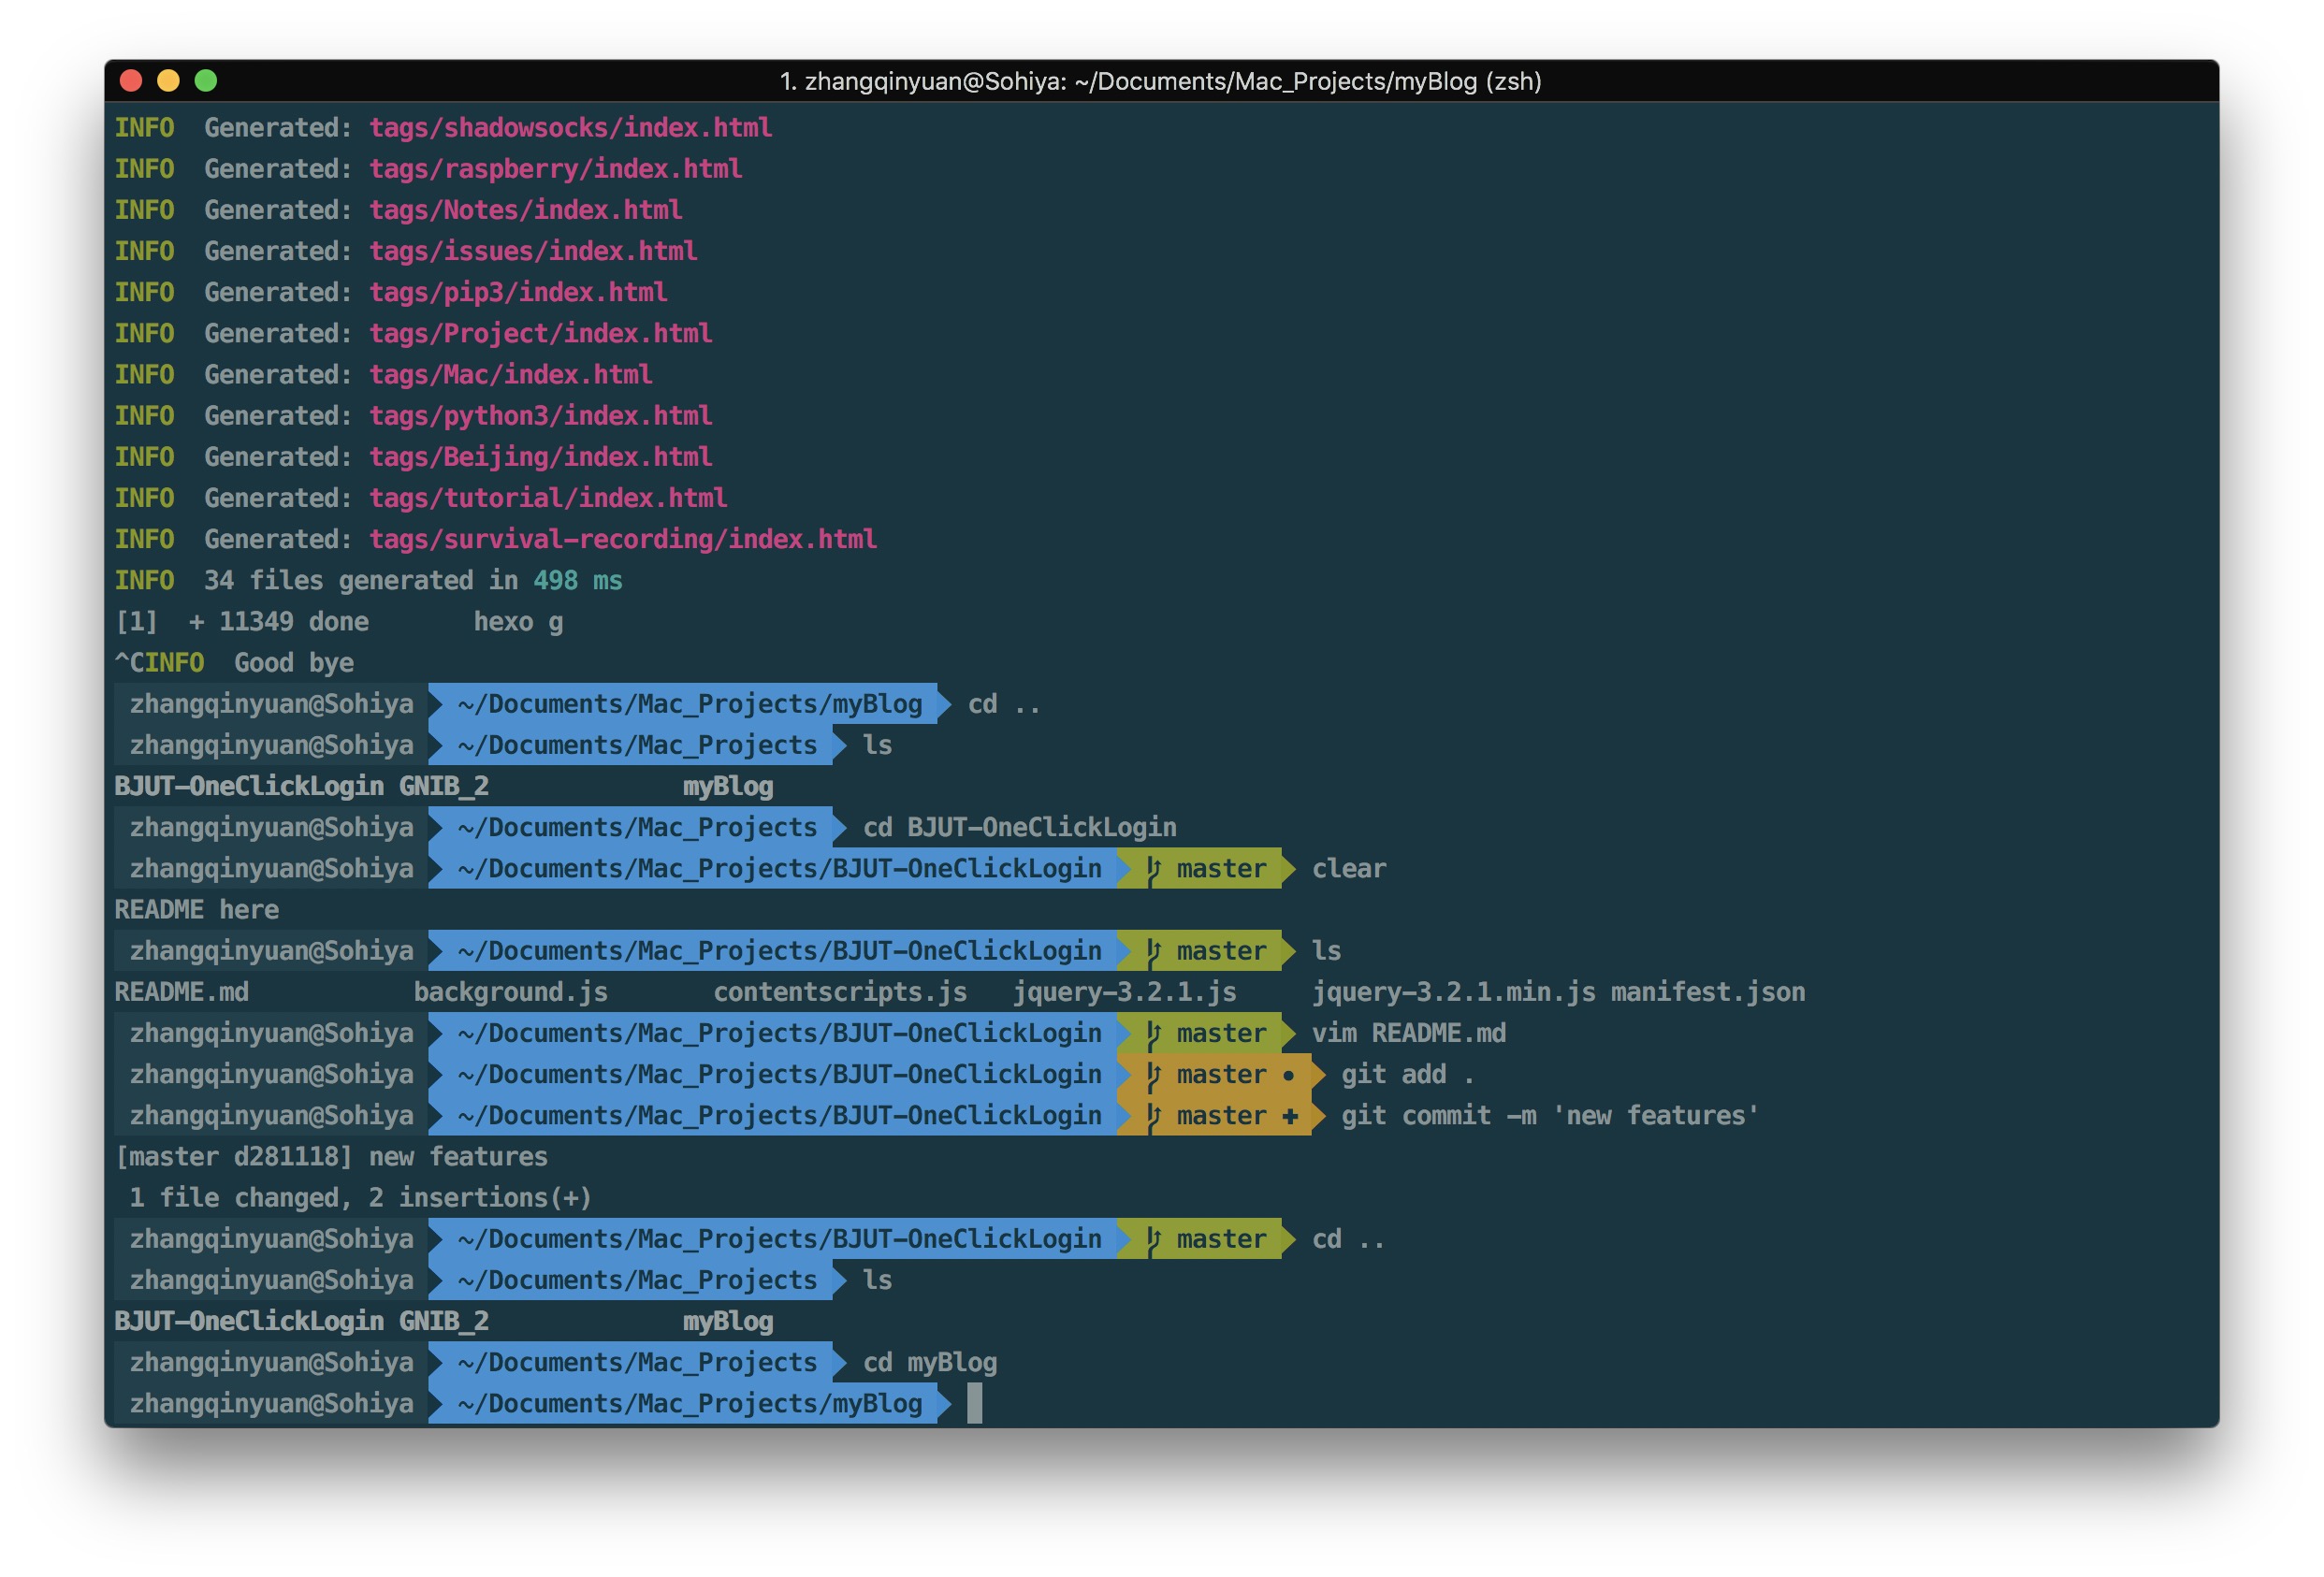 1. zhangqinyuan@Sohiya: ~/Documents/Mac_Projects/myBlog (zsh)
INFO  Generated: tags/shadowsocks/index.html
INFO  Generated: tags/raspberry/index.html
INFO  Generated: tags/Notes/index.html
INFO  Generated: tags/issues/index.html
INFO  Generated: tags/pip3/index.html
INFO  Generated: tags/Project/index.html
INFO  Generated: tags/Mac/index.html
INFO  Generated: tags/python3/index.html
INFO  Generated: tags/Beijing/index.html
INFO  Generated: tags/tutorial/index.html
INFO  Generated: tags/survival-recording/index.html
INFO  34 files generated in 498 ms
[1]  + 11349 done       hexo g
^CINFO  Good bye
zhangqinyuan@Sohiya ~/Documents/Mac_Projects/myBlog cd ..
zhangqinyuan@Sohiya ~/Documents/Mac_Projects ls
BJUT-OneClickLogin GNIB_2             myBlog
zhangqinyuan@Sohiya ~/Documents/Mac_Projects cd BJUT-OneClickLogin
zhangqinyuan@Sohiya ~/Documents/Mac_Projects/BJUT-OneClickLogin master clear
README here
zhangqinyuan@Sohiya ~/Documents/Mac_Projects/BJUT-OneClickLogin master ls
README.md           background.js       contentscripts.js   jquery-3.2.1.js     jquery-3.2.1.min.js manifest.json
zhangqinyuan@Sohiya ~/Documents/Mac_Projects/BJUT-OneClickLogin master vim README.md
zhangqinyuan@Sohiya ~/Documents/Mac_Projects/BJUT-OneClickLogin master ● git add .
zhangqinyuan@Sohiya ~/Documents/Mac_Projects/BJUT-OneClickLogin master ✚ git commit -m 'new features'
[master d281118] new features
 1 file changed, 2 insertions(+)
zhangqinyuan@Sohiya ~/Documents/Mac_Projects/BJUT-OneClickLogin master cd ..
zhangqinyuan@Sohiya ~/Documents/Mac_Projects ls
BJUT-OneClickLogin GNIB_2             myBlog
zhangqinyuan@Sohiya ~/Documents/Mac_Projects cd myBlog
zhangqinyuan@Sohiya ~/Documents/Mac_Projects/myBlog